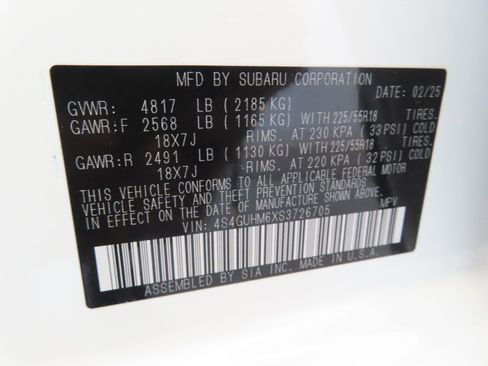 MFD BY SUBARU CORPORATION
DATE: 02/25
GVWR: 4817 LB (2185 KG)
GAWR:F 2568 LB (1165 KG) WITH 225/55R18 TIRES.
18X7J RIMS. AT 230 KPA (33 PSI) COLD
GAWR:R 2491 LB (1130 KG) WITH 225/55R18 TIRES.
18X7J RIMS. AT 220 KPA (32 PSI) COLD
THIS VEHICLE CONFORMS TO ALL APPLICABLE FEDERAL MOTOR
VEHICLE SAFETY AND THEFT PREVENTION STANDARDS
IN EFFECT ON THE DATE OF MANUFACTURE SHOWN ABOVE.
VIN: 4S4GUHM6XS3726705 MPV
ASSEMBLED BY SIA INC. MADE IN U.S.A.